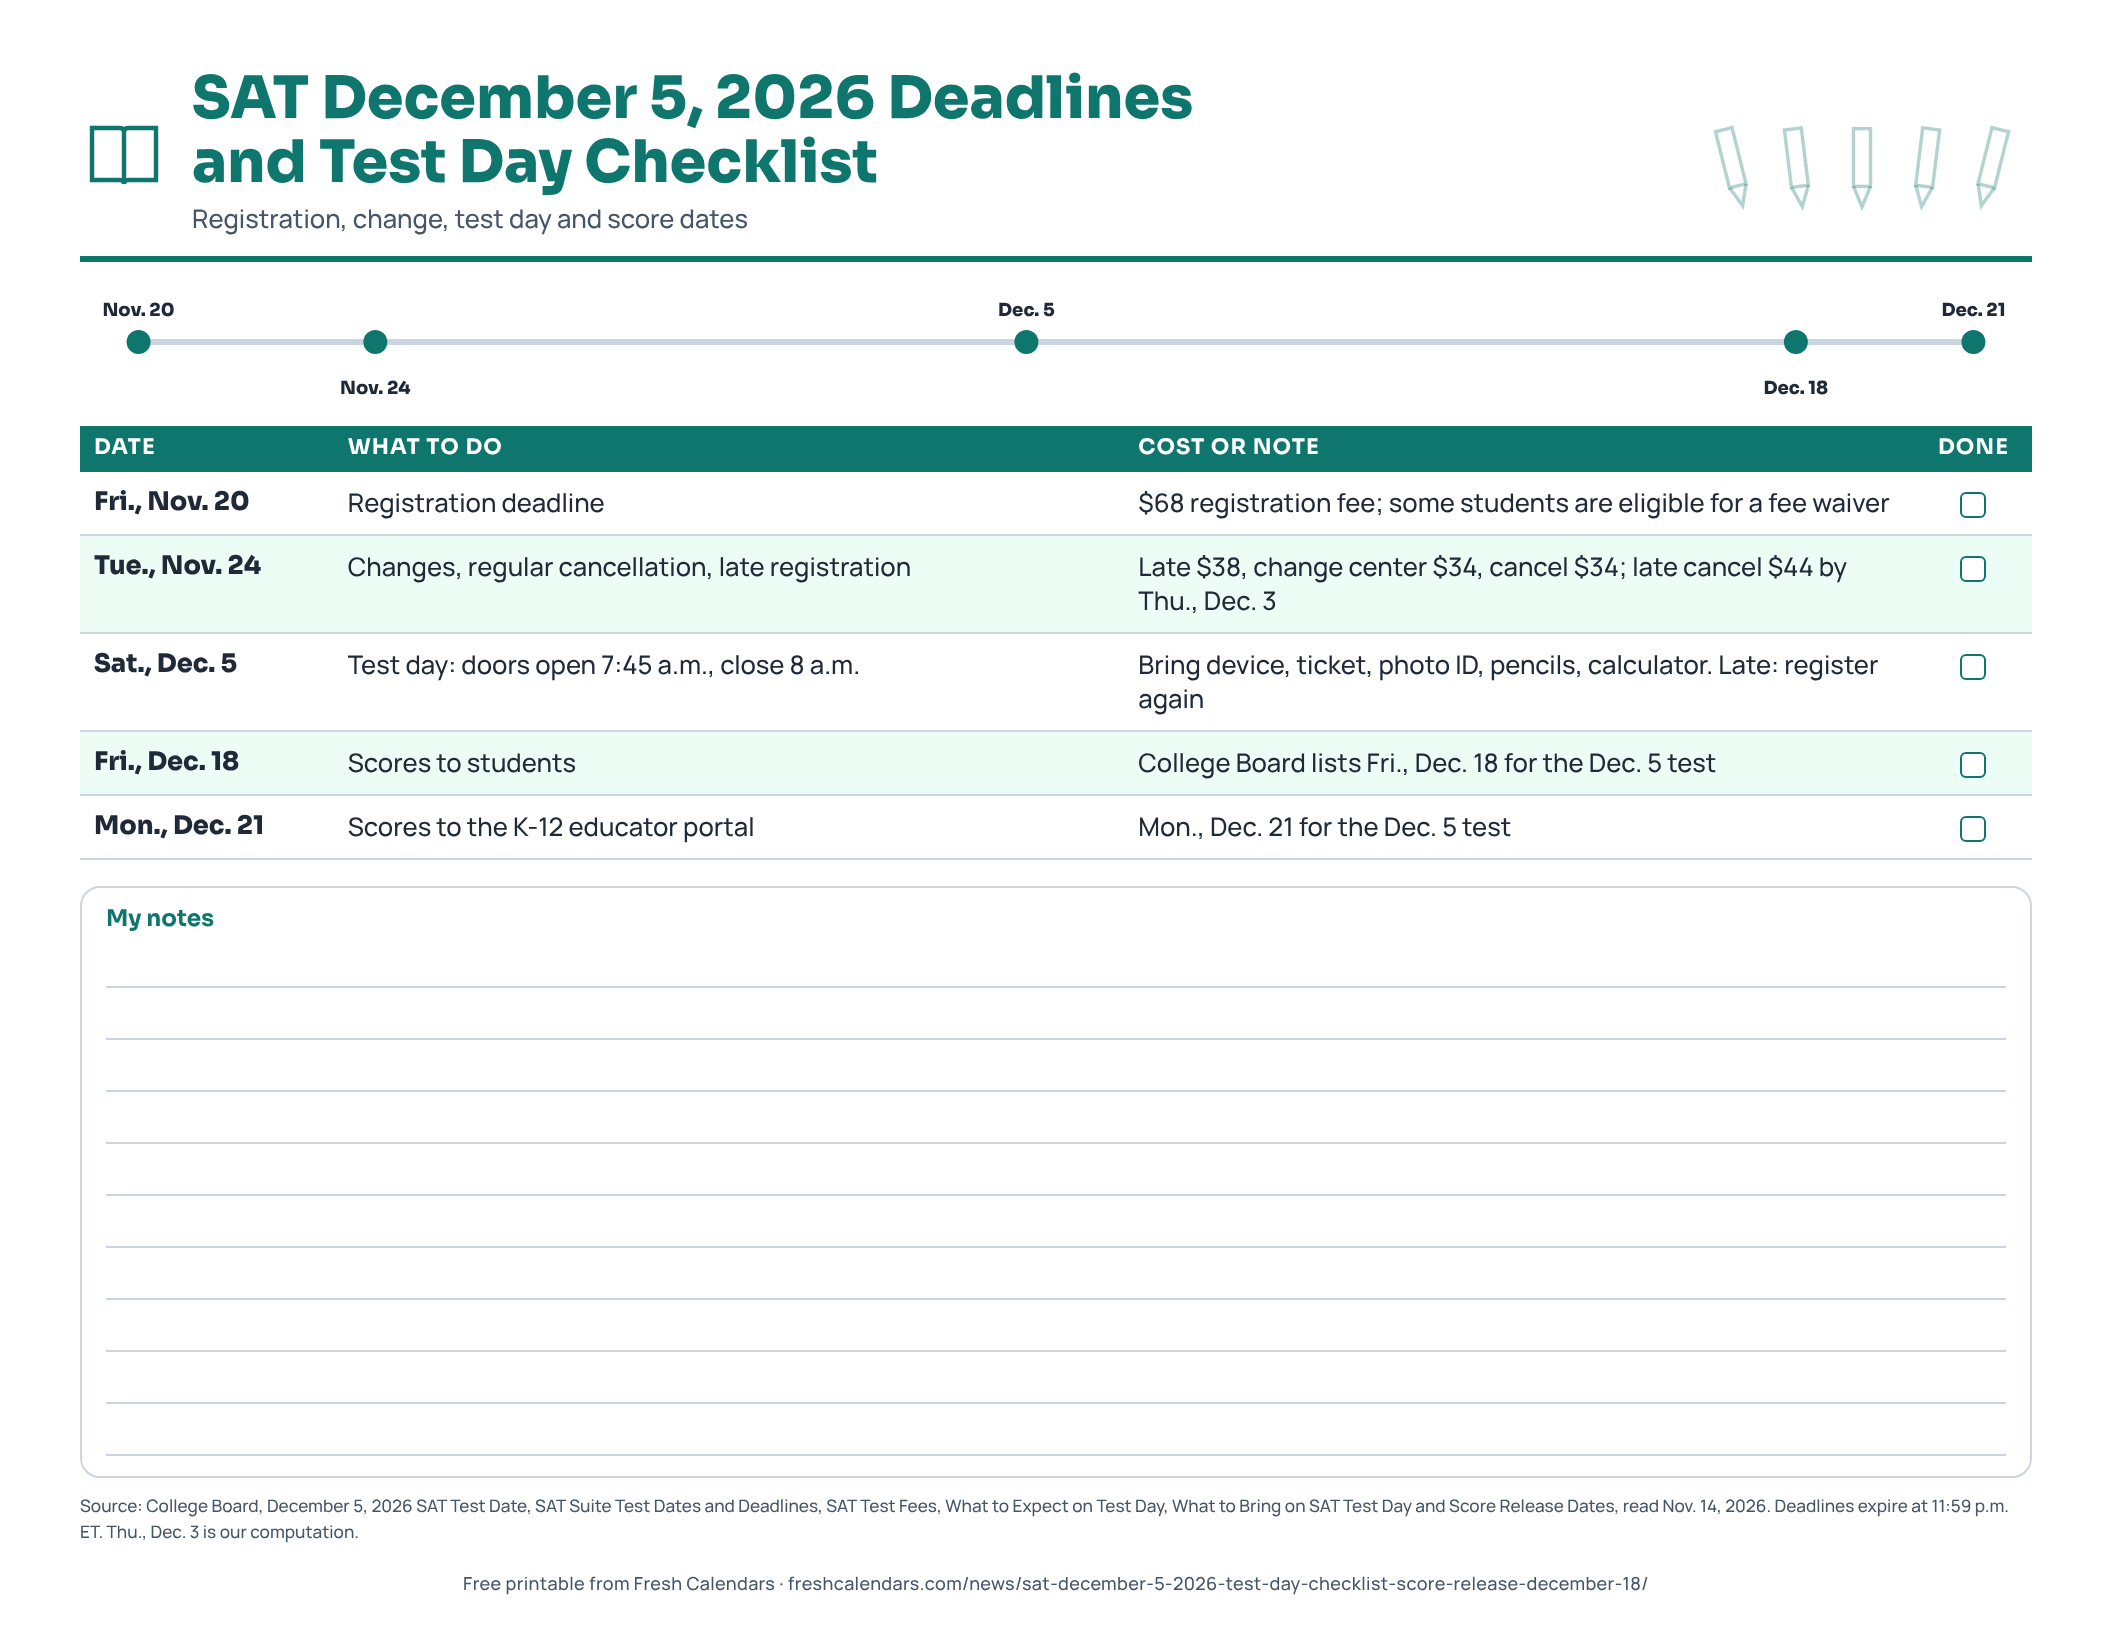 SAT December 5, 2026 Deadlines
and Test Day Checklist
Registration, change, test day and score dates
Nov. 20
Dec. 5
Dec. 21
Nov. 24
Dec. 18
DATE
WHAT TO DO
COST OR NOTE
DONE
Fri., Nov. 20
Registration deadline
$68 registration fee; some students are eligible for a fee waiver
Tue., Nov. 24
Changes, regular cancellation, late registration
Late $38, change center $34, cancel $34; late cancel $44 by
Thu., Dec. 3
Sat., Dec. 5
Test day: doors open 7:45 a.m., close 8 a.m.
Bring device, ticket, photo ID, pencils, calculator. Late: register
again
Fri., Dec. 18
Scores to students
College Board lists Fri., Dec. 18 for the Dec. 5 test
Mon., Dec. 21
Scores to the K-12 educator portal
Mon., Dec. 21 for the Dec. 5 test
My notes
Source: College Board, December 5, 2026 SAT Test Date, SAT Suite Test Dates and Deadlines, SAT Test Fees, What to Expect on Test Day, What to Bring on SAT Test Day and Score Release Dates, read Nov. 14, 2026. Deadlines expire at 11:59 p.m.
ET. Thu., Dec. 3 is our computation.
Free printable from Fresh Calendars · freshcalendars.com/news/sat-december-5-2026-test-day-checklist-score-release-december-18/